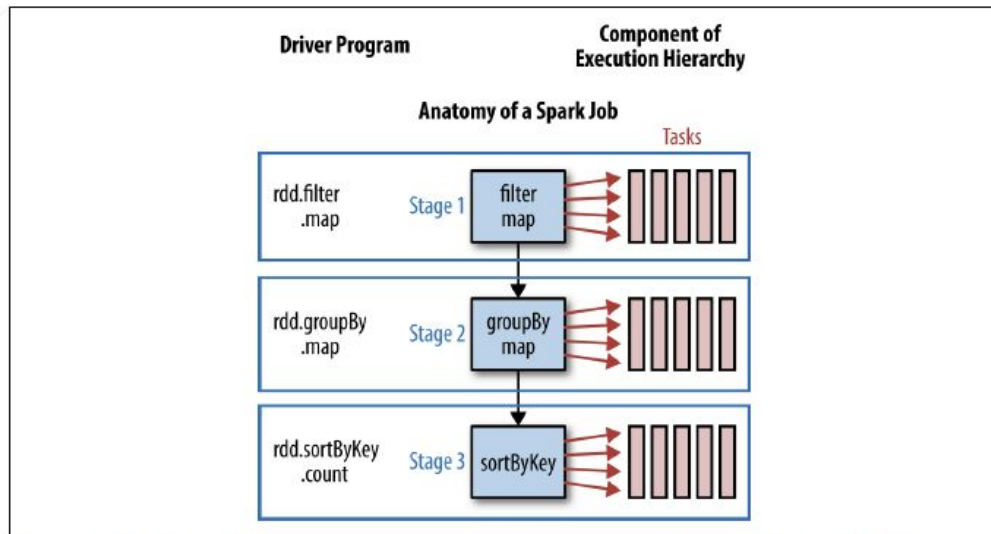 Driver Program
Component of
Execution Hierarchy
Anatomy of a Spark Job
Tasks
rdd.filter
.map
Stage 1
filter
map
rdd.groupBy
.map
Stage 2
groupBy
map
rdd.sortByKey
.count
Stage 3
sortByKey